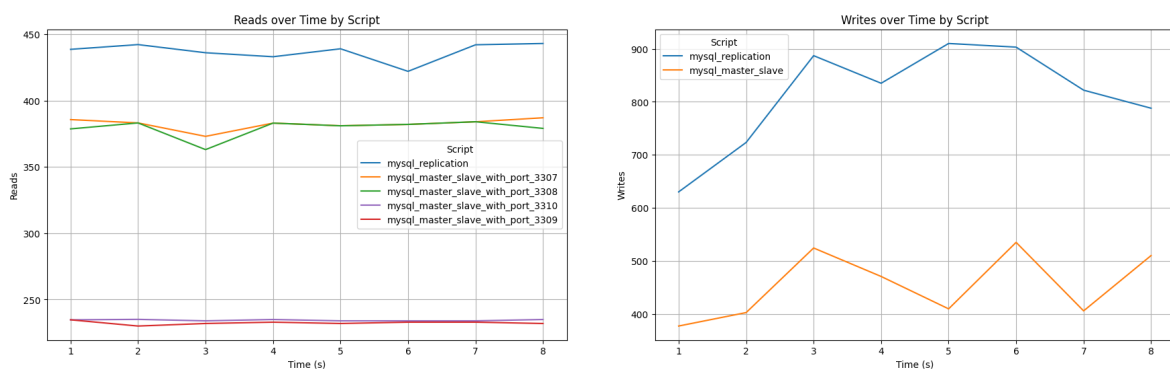 Reads over Time by Script
450
400
350
300
250
Reads
Script
mysql_replication
mysql_master_slave_with_port_3307
mysql_master_slave_with_port_3308
mysql_master_slave_with_port_3310
mysql_master_slave_with_port_3309
1 2 3 4 5 6 7 8
Time (s)
Writes over Time by Script
Script
mysql_replication
mysql_master_slave
900
800
700
600
500
400
Writes
1 2 3 4 5 6 7 8
Time (s)